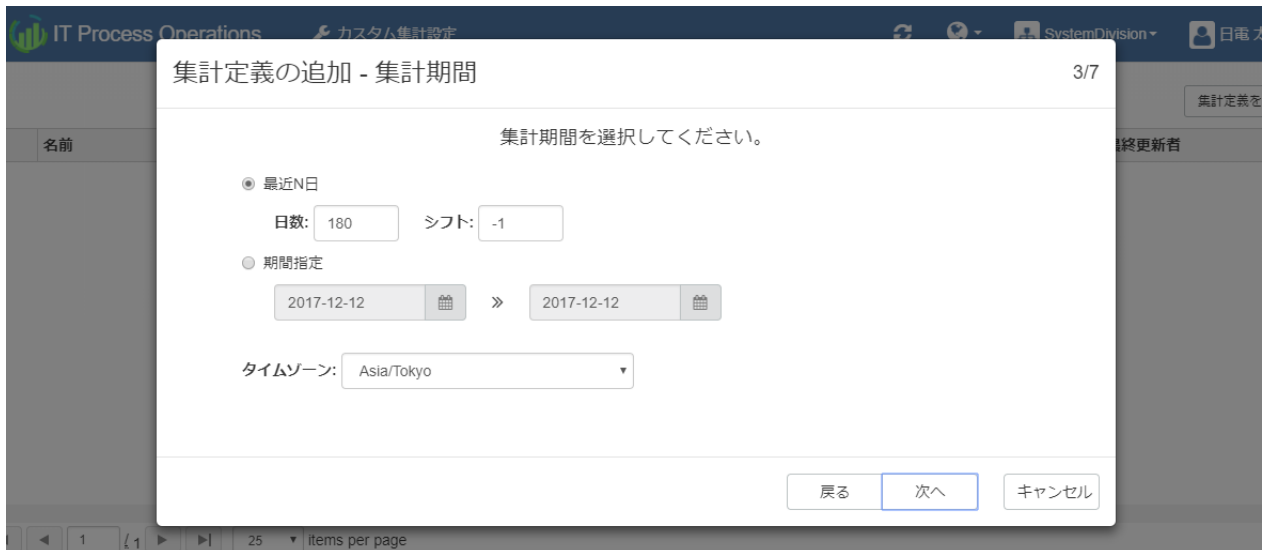 IT Process Operations カスタム集計設定 SystemDivision 日電
集計定義の追加 - 集計期間 3/7
集計定義を
名前 最終更新者
集計期間を選択してください。
最近N日
日数: 180 シフト: -1
期間指定
2017-12-12 » 2017-12-12
タイムゾーン: Asia/Tokyo
戻る 次へ キャンセル
1 / 1 25 items per page